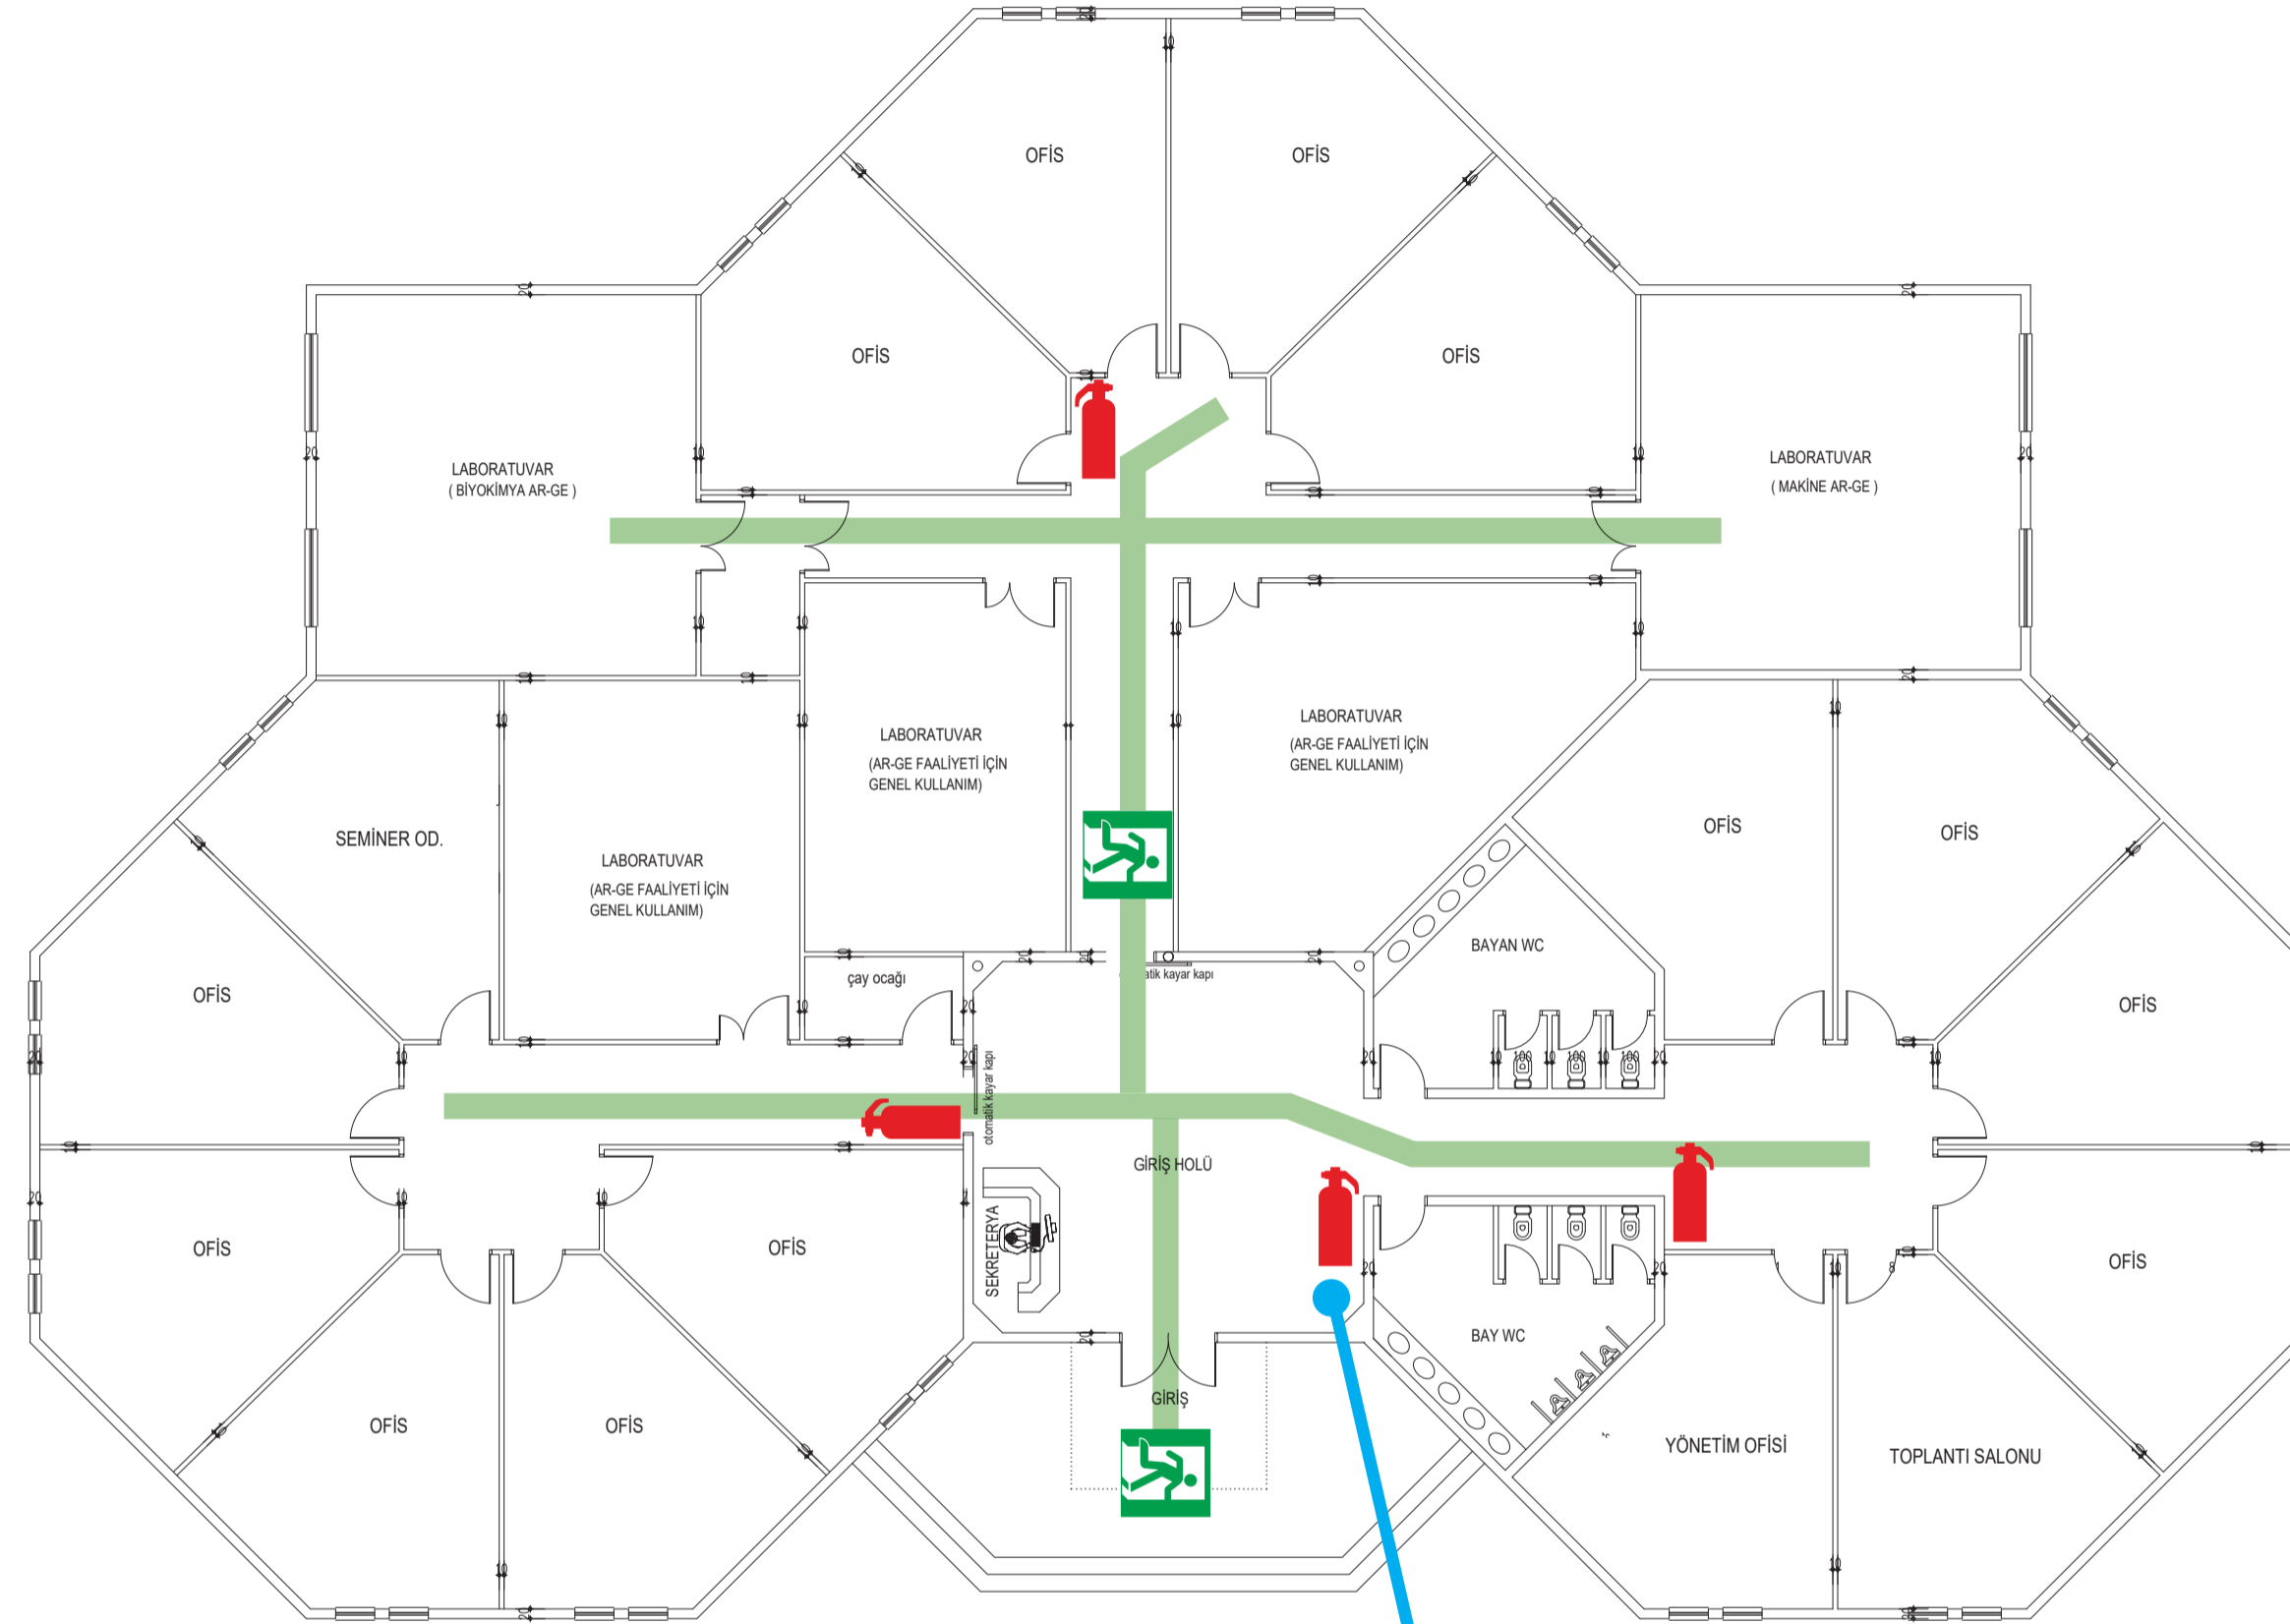 OFİS
OFİS
OFİS
OFİS
LABORATUVAR
( BİYOKİMYA AR-GE )
LABORATUVAR
( MAKİNE AR-GE )
LABORATUVAR
(AR-GE FAALİYETİ İÇİN
GENEL KULLANIM)
LABORATUVAR
(AR-GE FAALİYETİ İÇİN
GENEL KULLANIM)
SEMİNER OD.
LABORATUVAR
(AR-GE FAALİYETİ İÇİN
GENEL KULLANIM)
OFİS
OFİS
BAYAN WC
çay ocağı
atik kayar kapı
OFİS
OFİS
otomatik kayar kapı
GİRİŞ HOLÜ
SEKRETERYA
OFİS
OFİS
OFİS
BAY WC
GİRİŞ
OFİS
OFİS
YÖNETİM OFİSİ
TOPLANTI SALONU